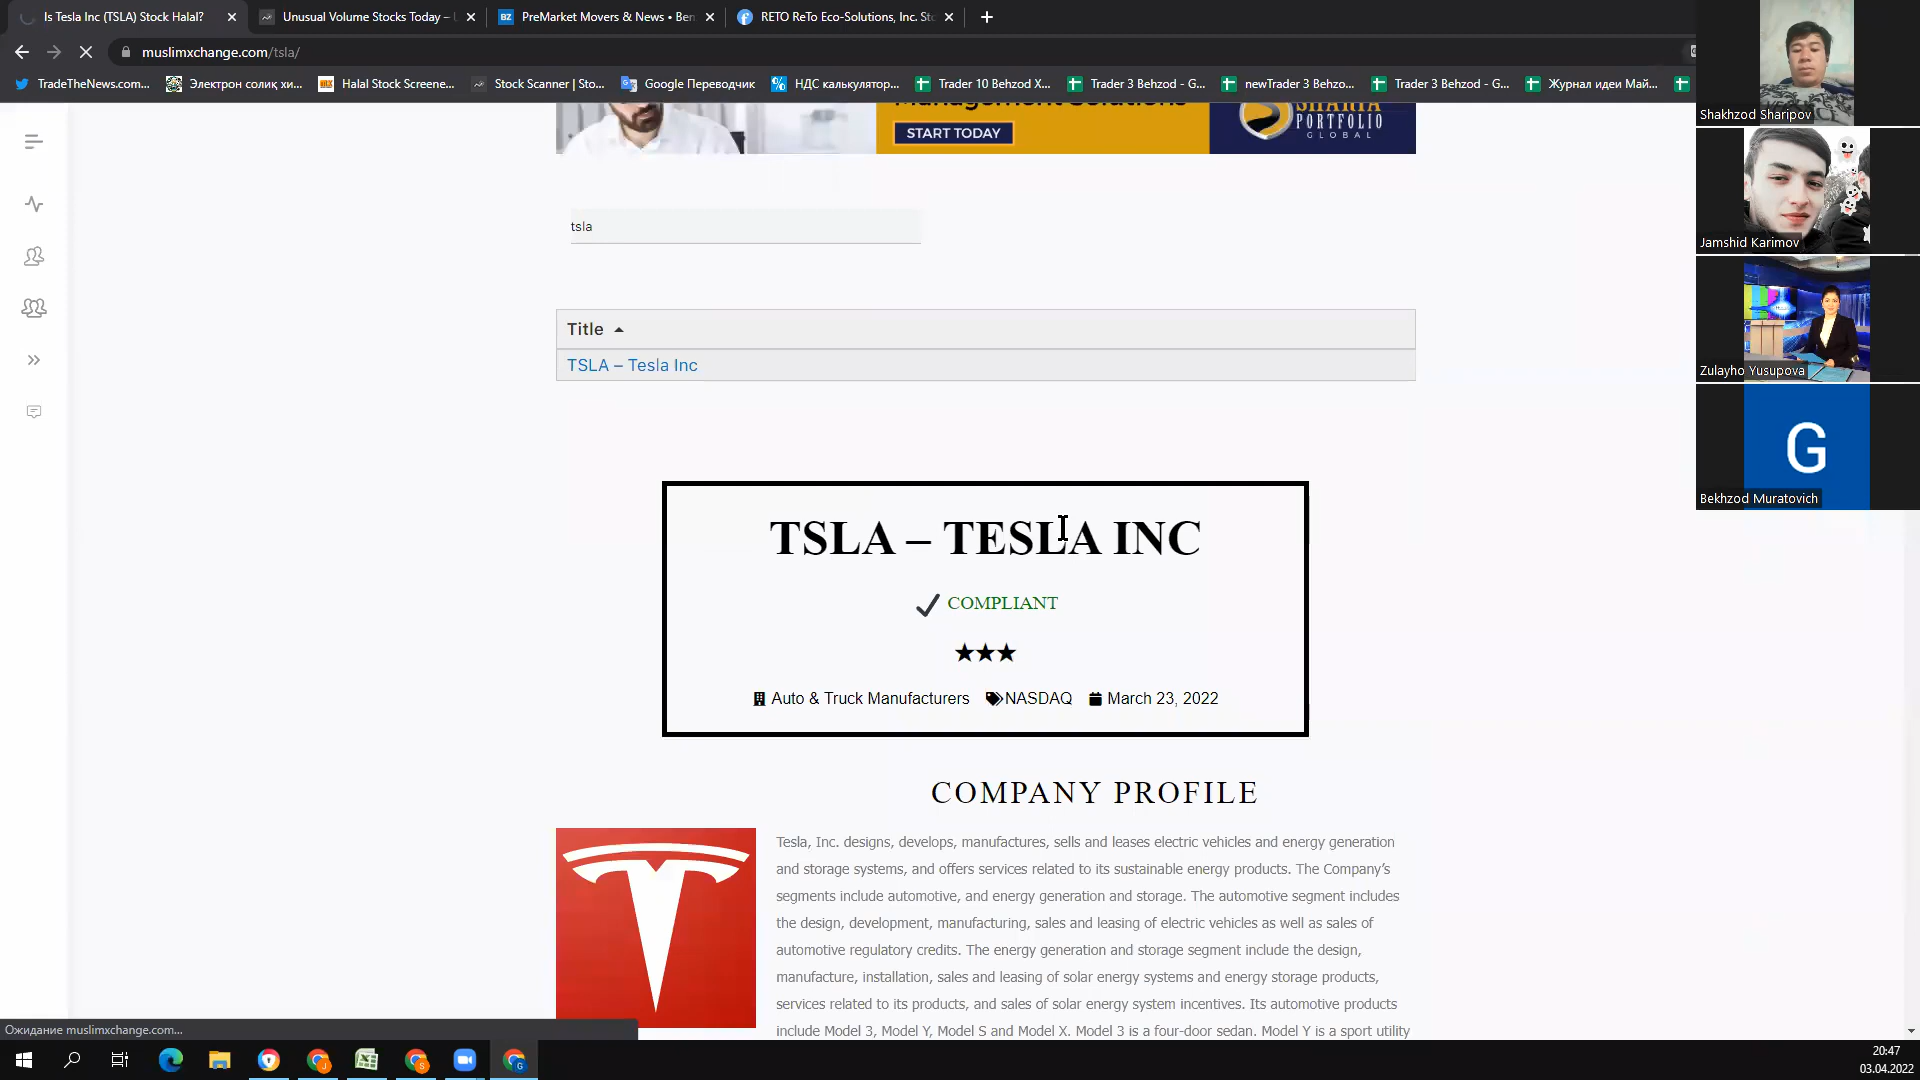 Is Tesla Inc (TSLA) Stock Halal?
Unusual Volume Stocks Today –
PreMarket Movers & News • Ben
RETO ReTo Eco-Solutions, Inc. Sto
muslimxchange.com/tsla/
TradeTheNews.com...
Электрон солиқ хи...
Halal Stock Screene...
Stock Scanner | Sto...
Google Переводчик
НДС калькулятор...
Trader 10 Behzod X...
Trader 3 Behzod - G...
newTrader 3 Behzo...
Trader 3 Behzod - G...
Журнал идеи Май...
Management Solutions
START TODAY
SHARIA
PORTFOLIO
GLOBAL
tsla
Title
TSLA – Tesla Inc
TSLA – TESLA INC
COMPLIANT
★★★
Auto & Truck Manufacturers NASDAQ March 23, 2022
COMPANY PROFILE
Tesla, Inc. designs, develops, manufactures, sells and leases electric vehicles and energy generation
and storage systems, and offers services related to its sustainable energy products. The Company's
segments include automotive, and energy generation and storage. The automotive segment includes
the design, development, manufacturing, sales and leasing of electric vehicles as well as sales of
automotive regulatory credits. The energy generation and storage segment include the design,
manufacture, installation, sales and leasing of solar energy systems and energy storage products,
services related to its products, and sales of solar energy system incentives. Its automotive products
include Model 3, Model Y, Model S and Model X. Model 3 is a four-door sedan. Model Y is a sport utility
Shakhzod Sharipov
Jamshid Karimov
Zulayho Yusupova
G
Bekhzod Muratovich
Ожидание muslimxchange.com...
20:47
03.04.2022